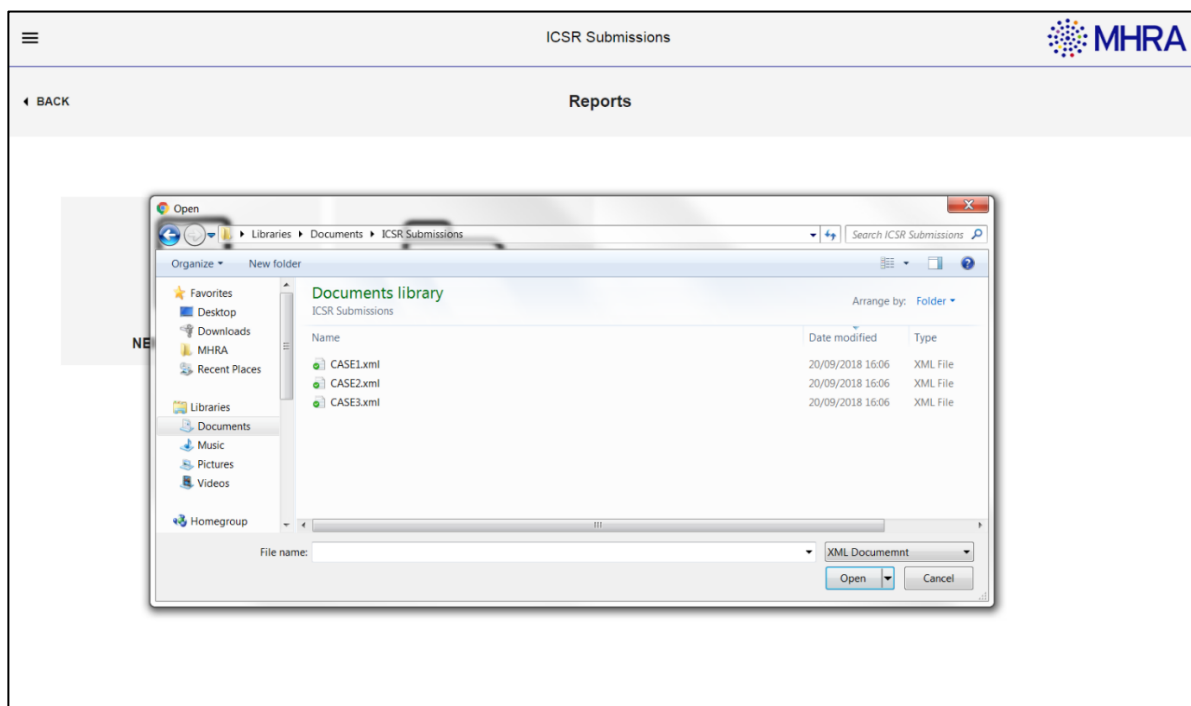 ICSR Submissions
MHRA
BACK
Reports
Open
Libraries Documents ICSR Submissions
Search ICSR Submissions
Organize New folder
Favorites
Desktop
Downloads
MHRA
Recent Places
Libraries
Documents
Music
Pictures
Videos
Homegroup
Documents library
ICSR Submissions
Arrange by: Folder
Name Date modified Type
CASE1.xml 20/09/2018 16:06 XML File
CASE2.xml 20/09/2018 16:06 XML File
CASE3.xml 20/09/2018 16:06 XML File
File name:
XML Documemnt
Open Cancel